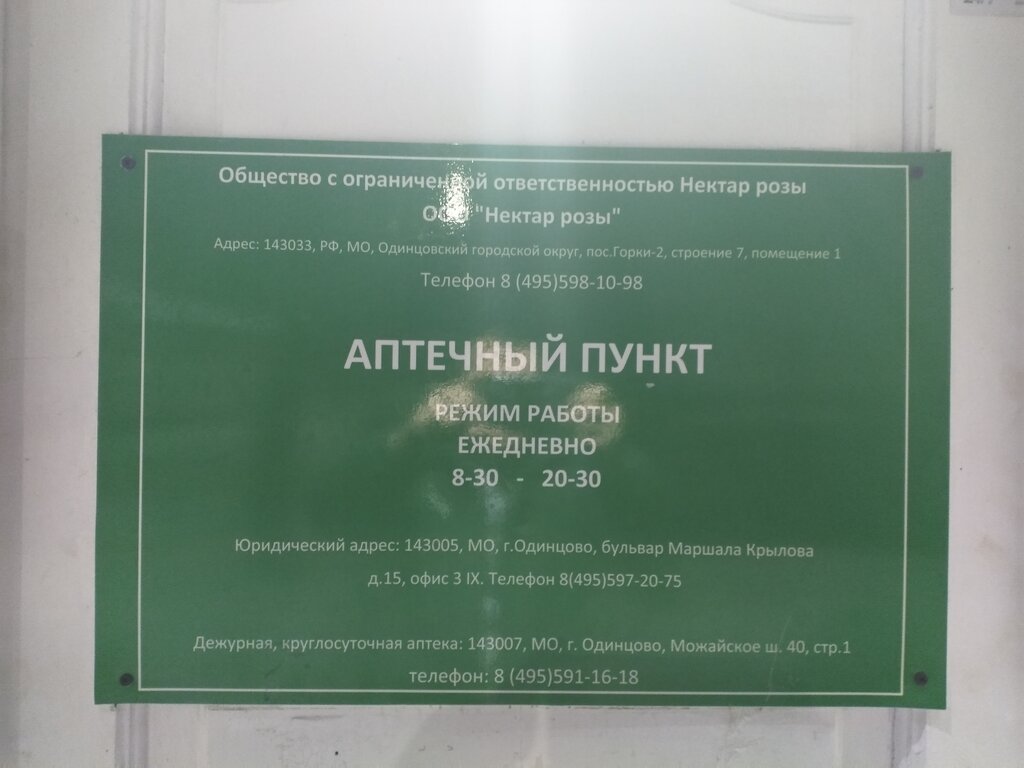 Общество с ограниченной ответственностью Нектар розы
ООО "Нектар розы"
Адрес: 143033, РФ, МО, Одинцовский городской округ, пос.Горки-2, строение 7, помещение 1
Телефон 8 (495)598-10-98
АПТЕЧНЫЙ ПУНКТ
РЕЖИМ РАБОТЫ
ЕЖЕДНЕВНО
8-30 - 20-30
Юридический адрес: 143005, МО, г.Одинцово, бульвар Маршала Крылова
д.15, офис 3 IX. Телефон 8(495)597-20-75
Дежурная, круглосуточная аптека: 143007, МО, г. Одинцово, Можайское ш. 40, стр.1
телефон: 8 (495)591-16-18